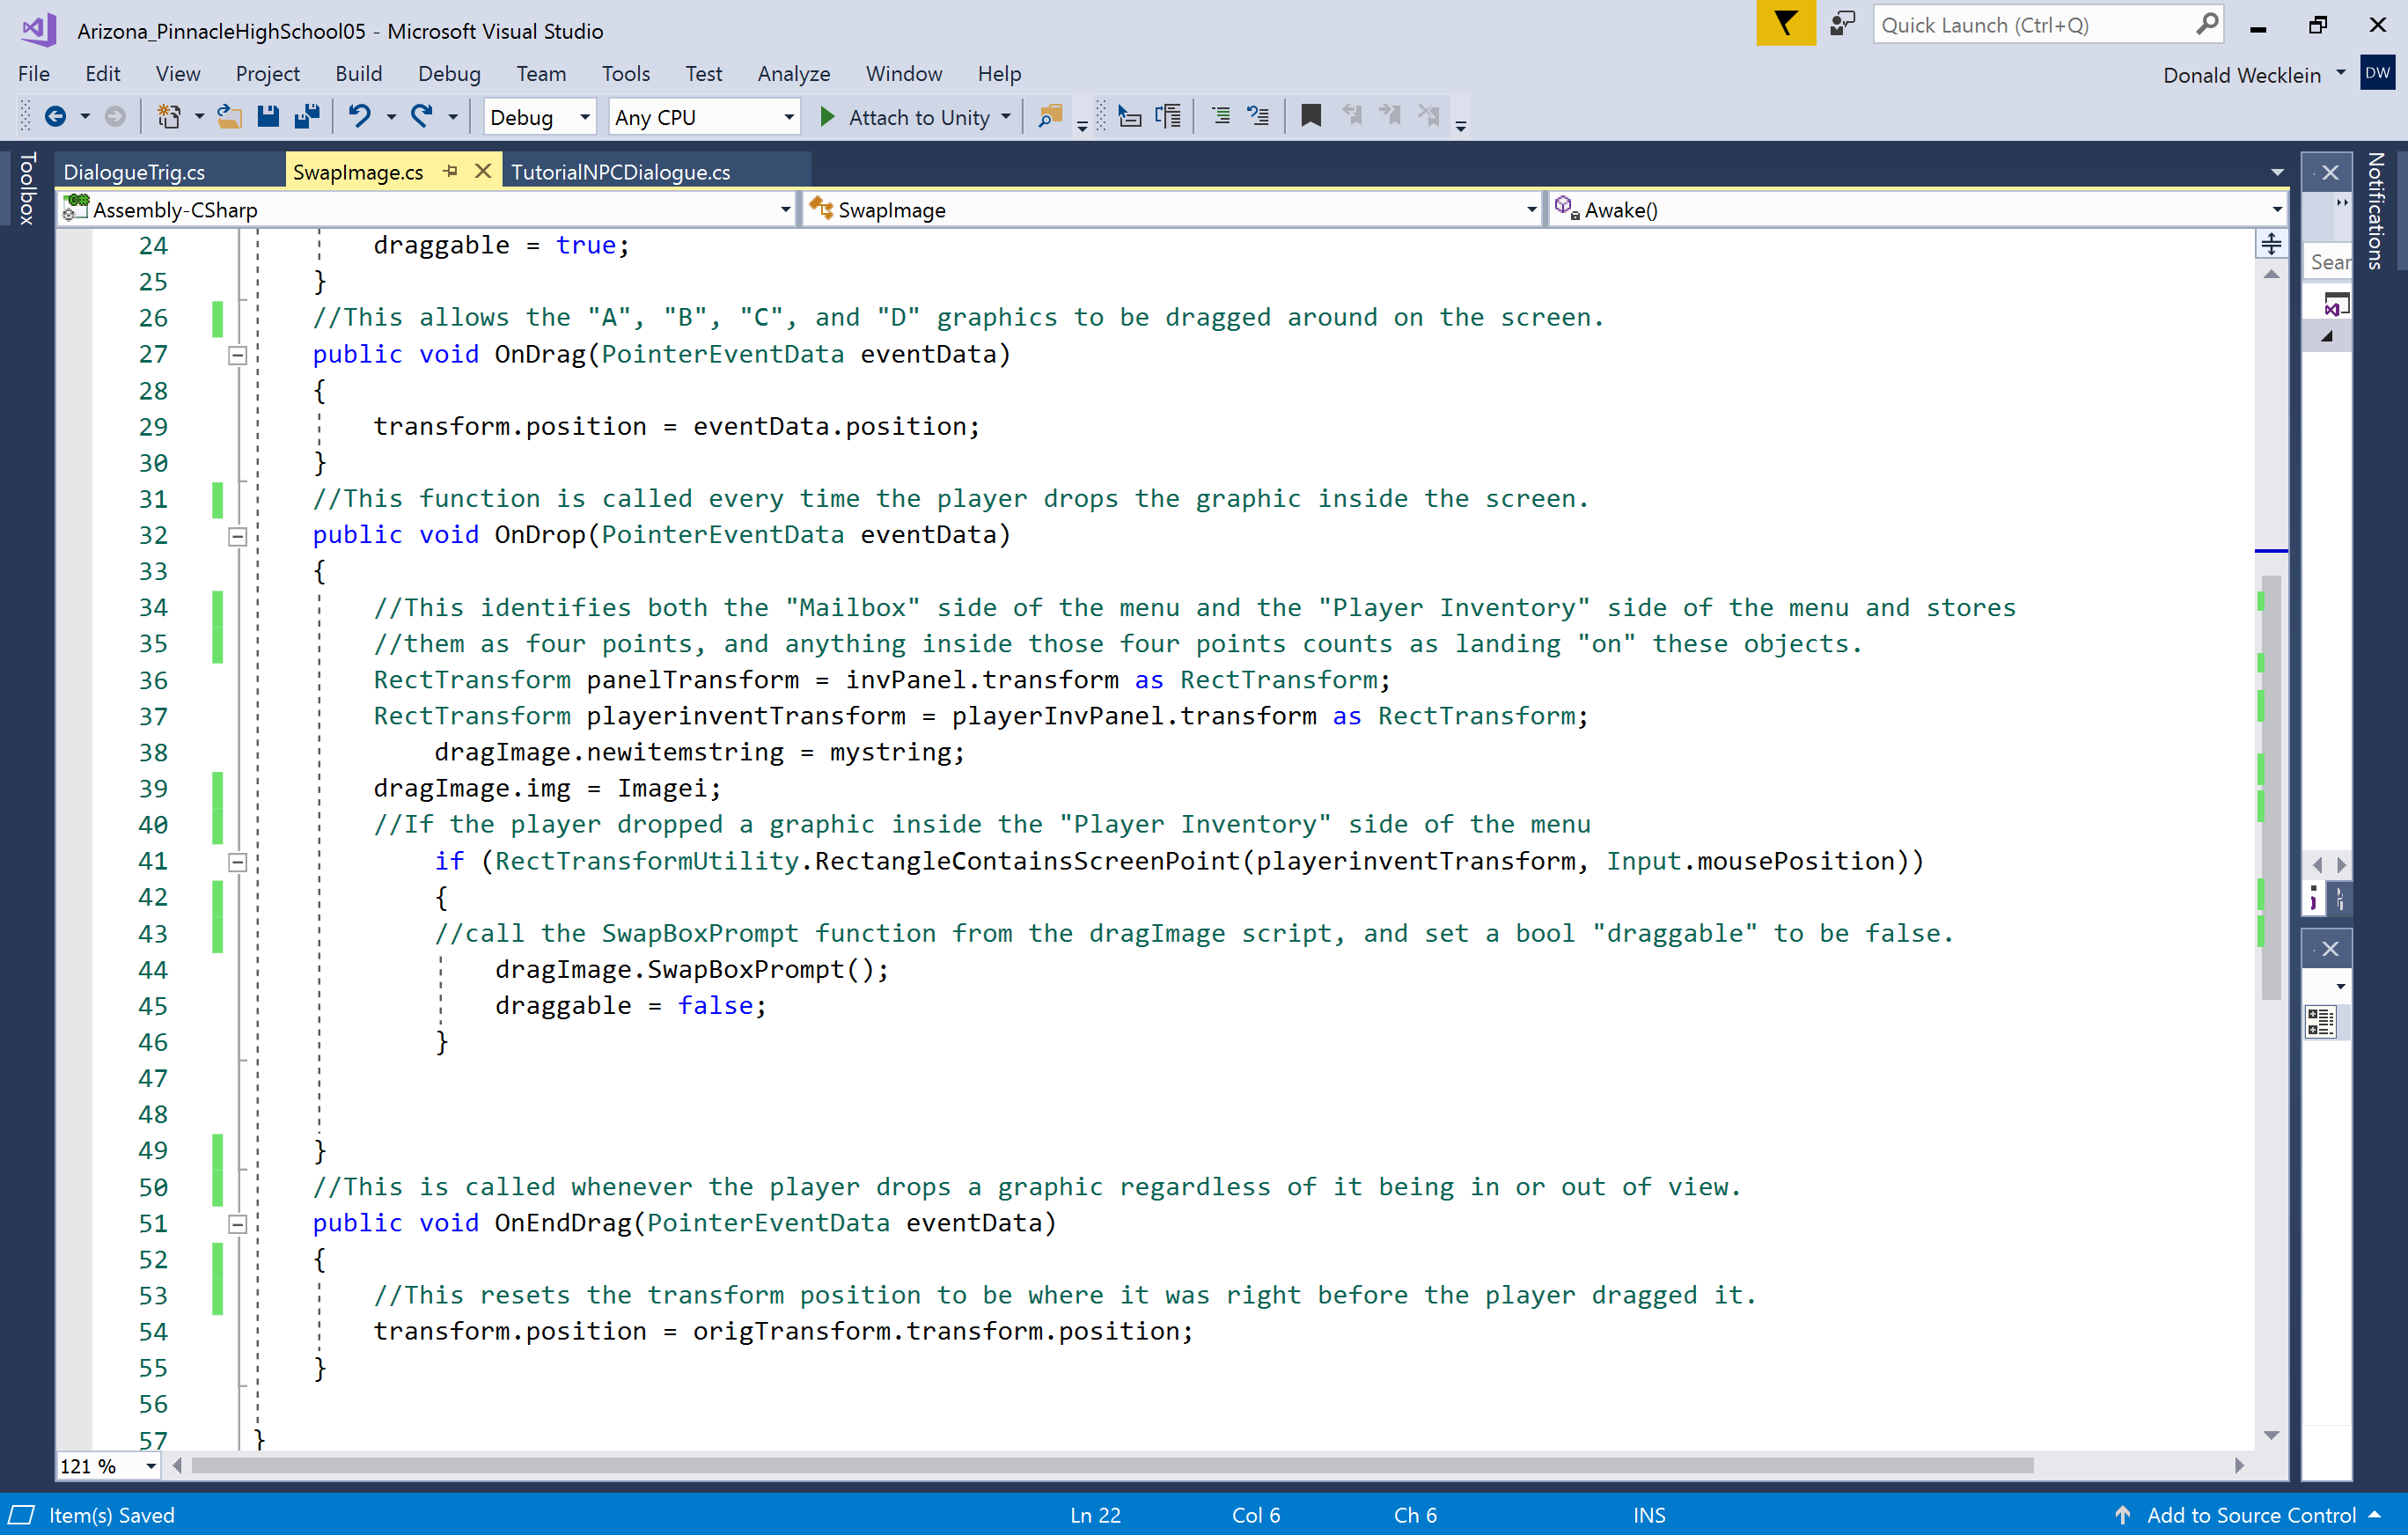 Arizona_PinnacleHighSchool05 - Microsoft Visual Studio
Quick Launch (Ctrl+Q)
File Edit View Project Build Debug Team Tools Test Analyze Window Help
Donald Wecklein
DW
Debug Any CPU Attach to Unity
Toolbox
DialogueTrig.cs SwapImage.cs TutorialNPCDialogue.cs
Notifications
Assembly-CSharp SwapImage Awake()
Sear
24 draggable = true;
25 }
26 //This allows the "A", "B", "C", and "D" graphics to be dragged around on the screen.
27 public void OnDrag(PointerEventData eventData)
28 {
29 transform.position = eventData.position;
30 }
31 //This function is called every time the player drops the graphic inside the screen.
32 public void OnDrop(PointerEventData eventData)
33 {
34 //This identifies both the "Mailbox" side of the menu and the "Player Inventory" side of the menu and stores
35 //them as four points, and anything inside those four points counts as landing "on" these objects.
36 RectTransform panelTransform = invPanel.transform as RectTransform;
37 RectTransform playerinventTransform = playerInvPanel.transform as RectTransform;
38 dragImage.newitemstring = mystring;
39 dragImage.img = Imagei;
40 //If the player dropped a graphic inside the "Player Inventory" side of the menu
41 if (RectTransformUtility.RectangleContainsScreenPoint(playerinventTransform, Input.mousePosition))
42 {
43 //call the SwapBoxPrompt function from the dragImage script, and set a bool "draggable" to be false.
44 dragImage.SwapBoxPrompt();
45 draggable = false;
46 }
47
48
49 }
50 //This is called whenever the player drops a graphic regardless of it being in or out of view.
51 public void OnEndDrag(PointerEventData eventData)
52 {
53 //This resets the transform position to be where it was right before the player dragged it.
54 transform.position = origTransform.transform.position;
55 }
56
57 }
121 %
Item(s) Saved Ln 22 Col 6 Ch 6 INS Add to Source Control